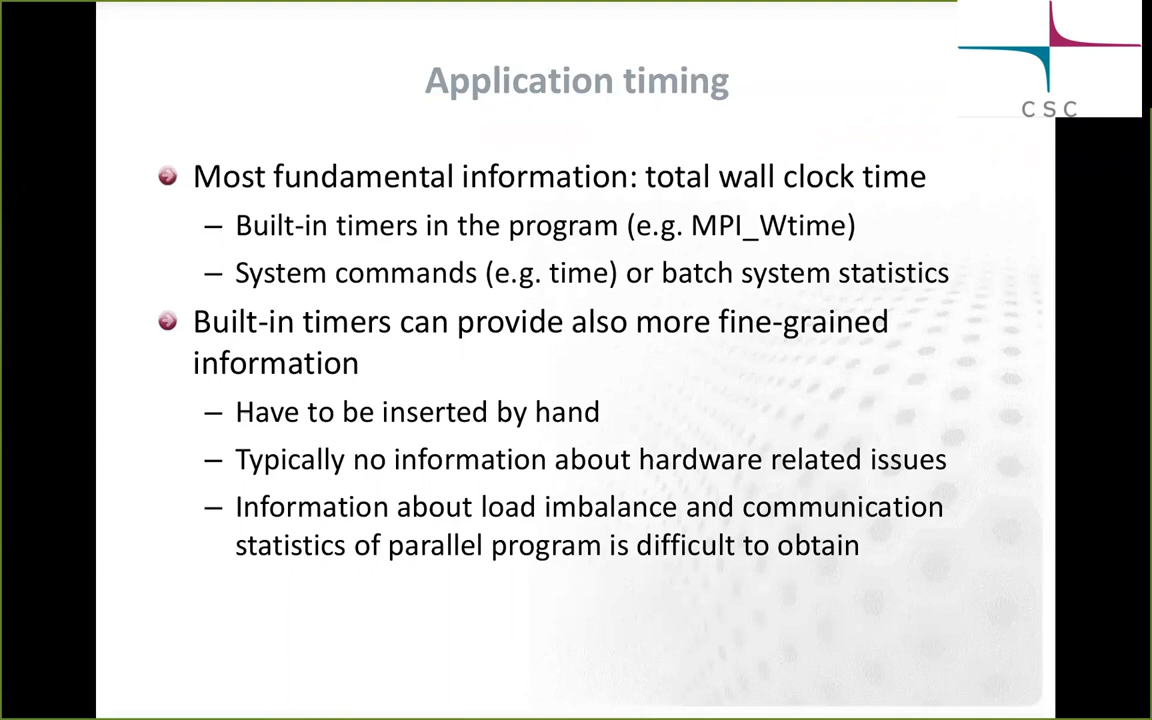 CSC
Application timing
Most fundamental information: total wall clock time
– Built-in timers in the program (e.g. MPI_Wtime)
– System commands (e.g. time) or batch system statistics
Built-in timers can provide also more fine-grained
information
– Have to be inserted by hand
– Typically no information about hardware related issues
– Information about load imbalance and communication
statistics of parallel program is difficult to obtain